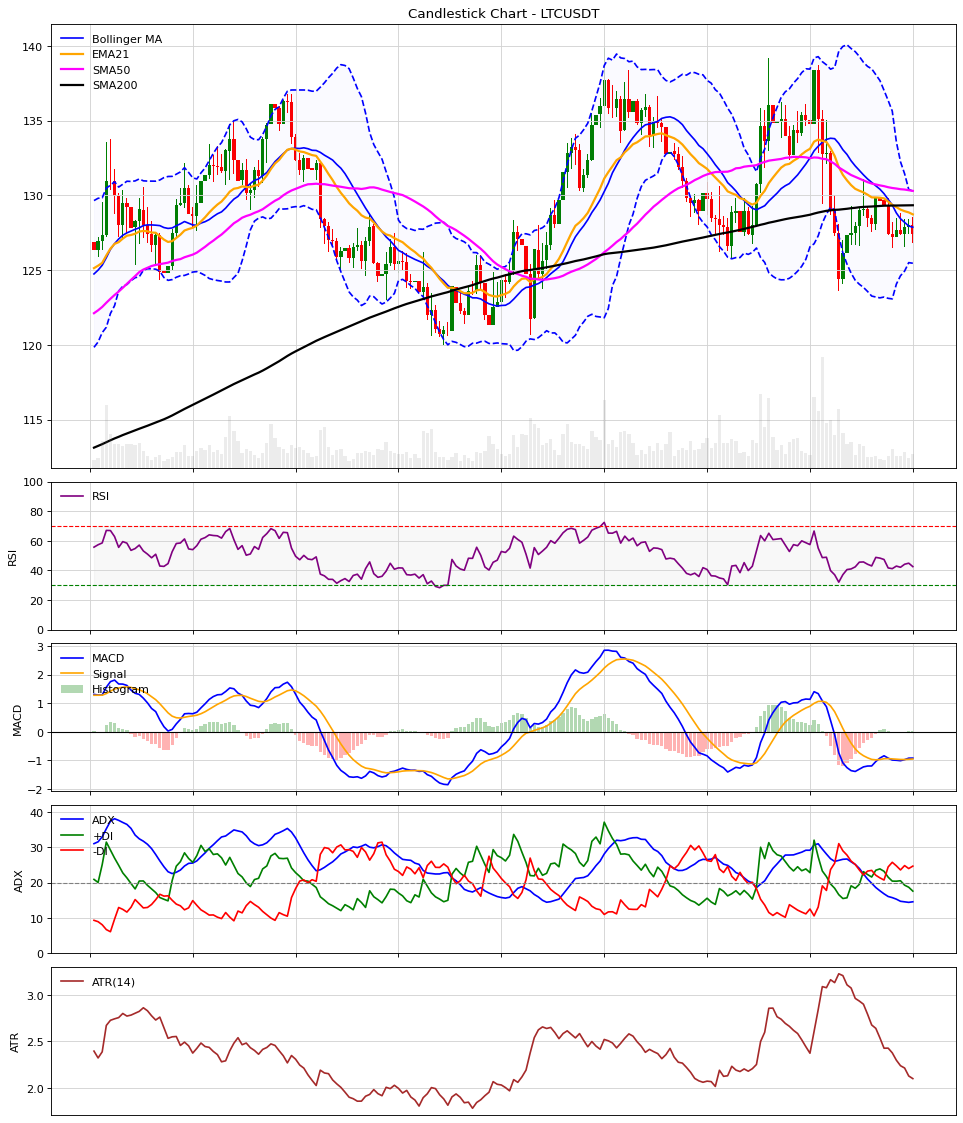 Candlestick Chart - LTCUSDT
Bollinger MA
EMA21
SMA50
SMA200
140
135
130
125
120
115
RSI
100
80
60
40
20
0
RSI
MACD
Signal
Histogram
3
2
1
0
−1
−2
MACD
ADX
+DI
-DI
40
30
20
10
0
ADX
ATR(14)
3.0
2.5
2.0
ATR